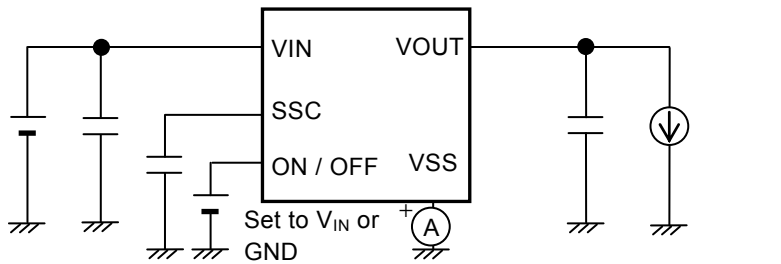 VIN VOUT
SSC
ON / OFF VSS
Set to VIN or
GND
+
A